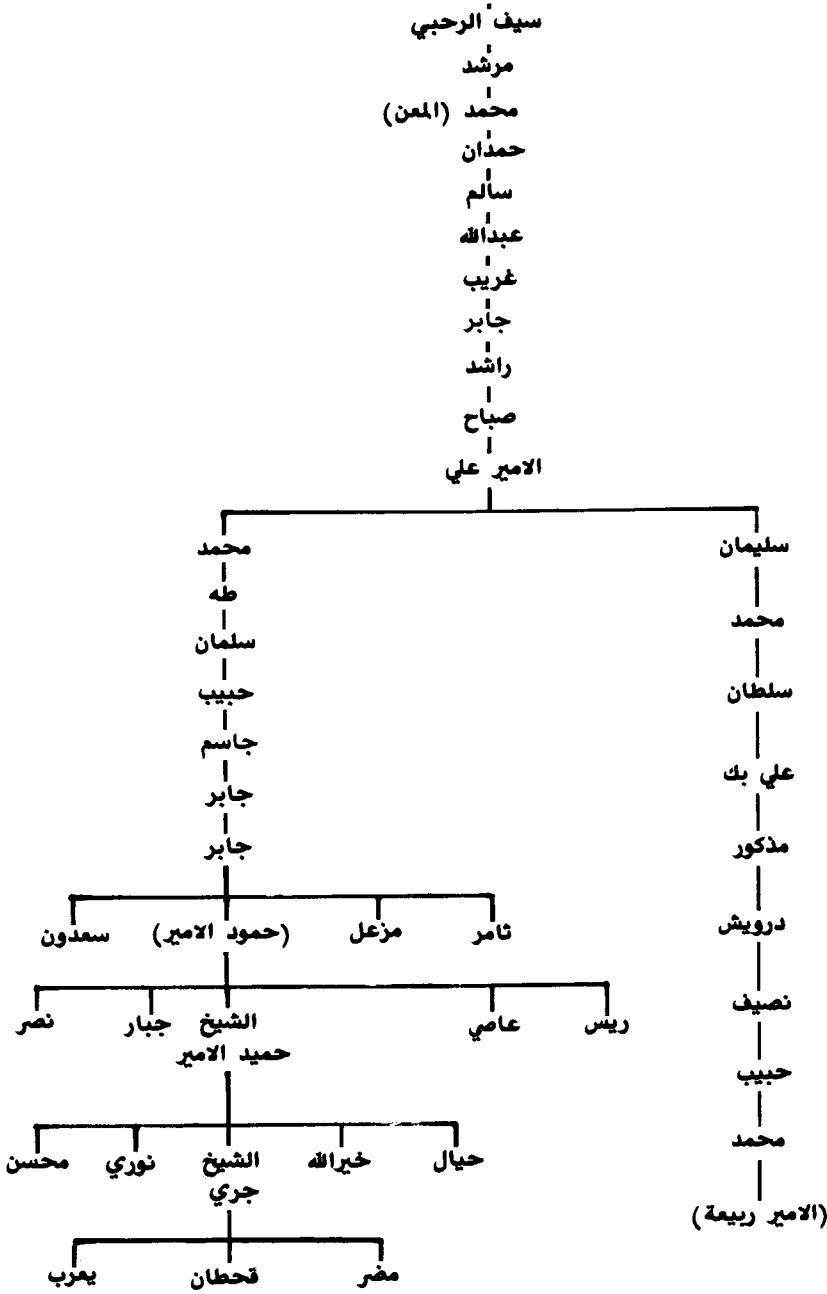 سيف الرحبي
مرشد
محمد (المعن)
حمدان
سالم
عبدالله
غريب
جابر
راشد
صباح
الامير علي
سليمان
محمد
سلطان
علي بك
مذكور
درويش
نصيف
حبيب
محمد
(الامير ربيعة)
محمد
طه
سلمان
حبيب
جاسم
جابر
جابر
ثامر
مزعل
(حمود الامير)
سعدون
ريس
عاصي
الشيخ
حميد الامير
جبار
نصر
حيال
خيرالله
الشيخ
جري
نوري
محسن
مضر
قحطان
يعرب